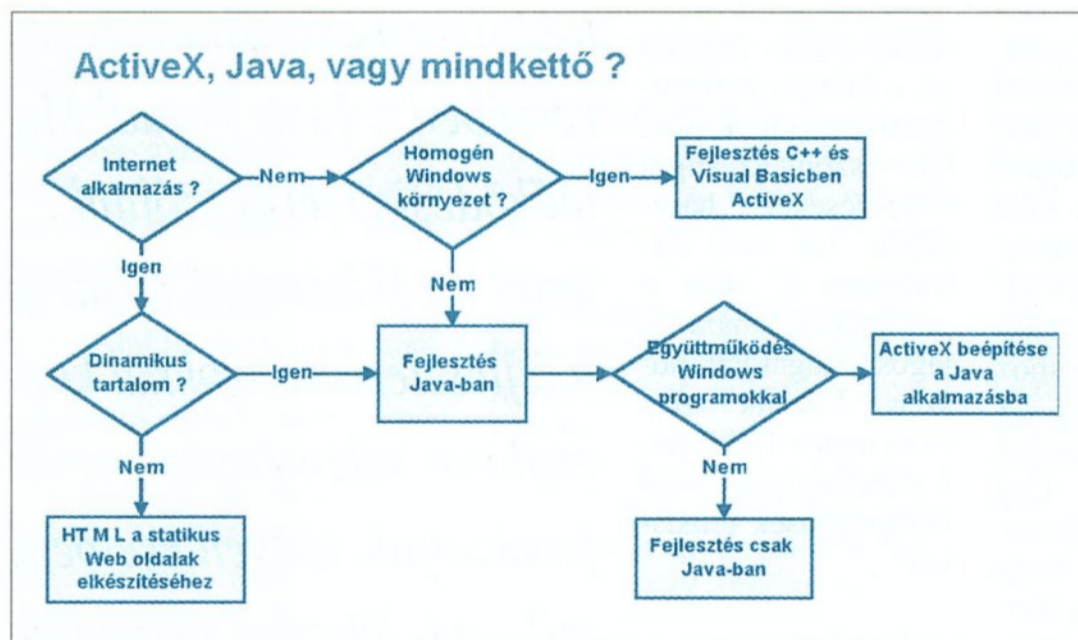 ActiveX, Java, vagy mindkettő ?
Internet
alkalmazás ?
Nem
Homogén
Windows
környezet ?
Igen
Fejlesztés C++ és
Visual Basicben
ActiveX
Igen
Nem
Dinamikus
tartalom ?
Igen
Fejlesztés
Java-ban
Együttműködés
Windows
programokkal
ActiveX beépítése
a Java
alkalmazásba
Nem
Nem
HT M L a statikus
Web oldalak
elkészítéséhez
Fejlesztés csak
Java-ban